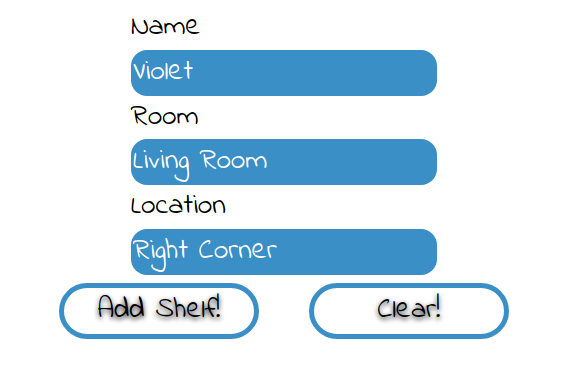 Name
Violet
Room
Living Room
Location
Right Corner
Add Shelf! Clear!